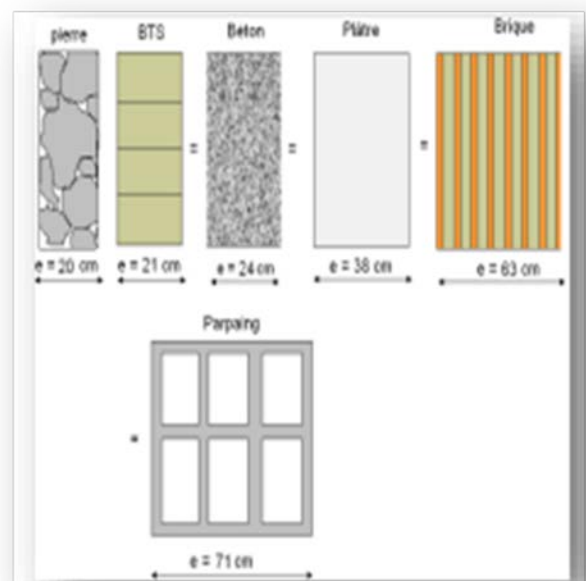 pierre BTS Beton Plâtre Brique
= = =
e = 20 cm e = 21 cm e = 24 cm e = 38 cm e = 63 cm
Parpaing
=
e = 71 cm